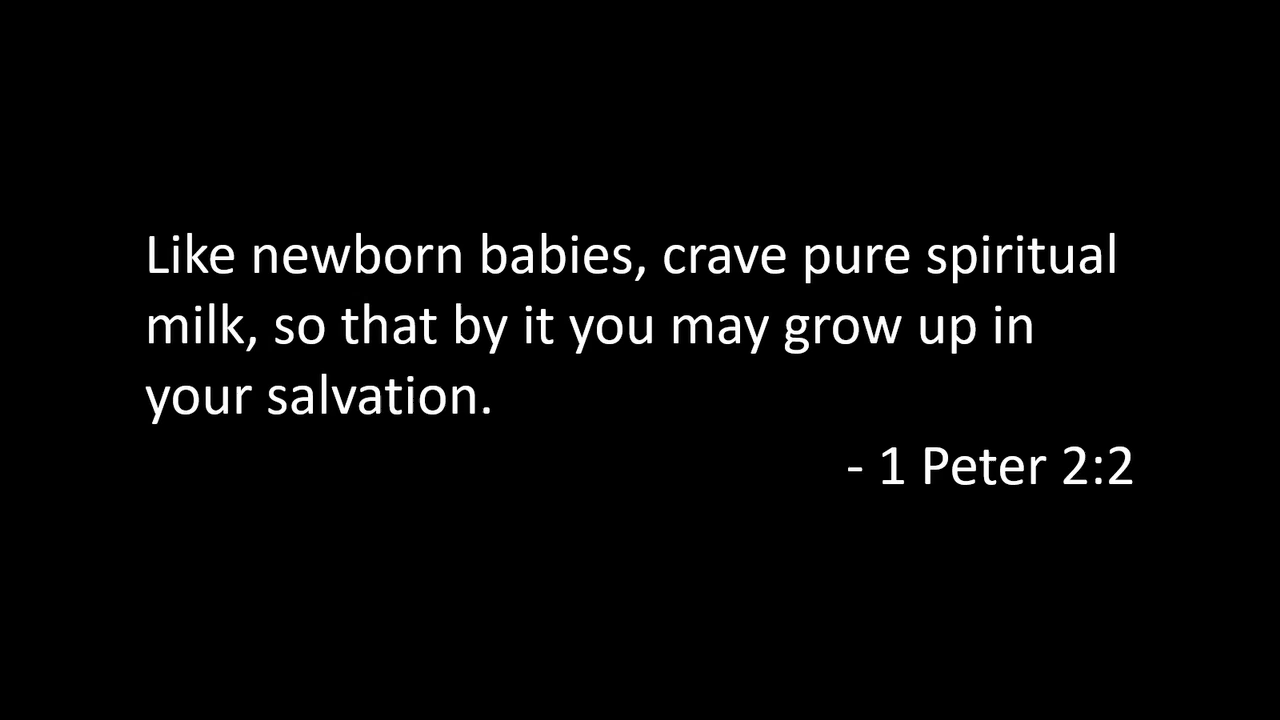 Like newborn babies, crave pure spiritual
milk, so that by it you may grow up in
your salvation.
- 1 Peter 2:2